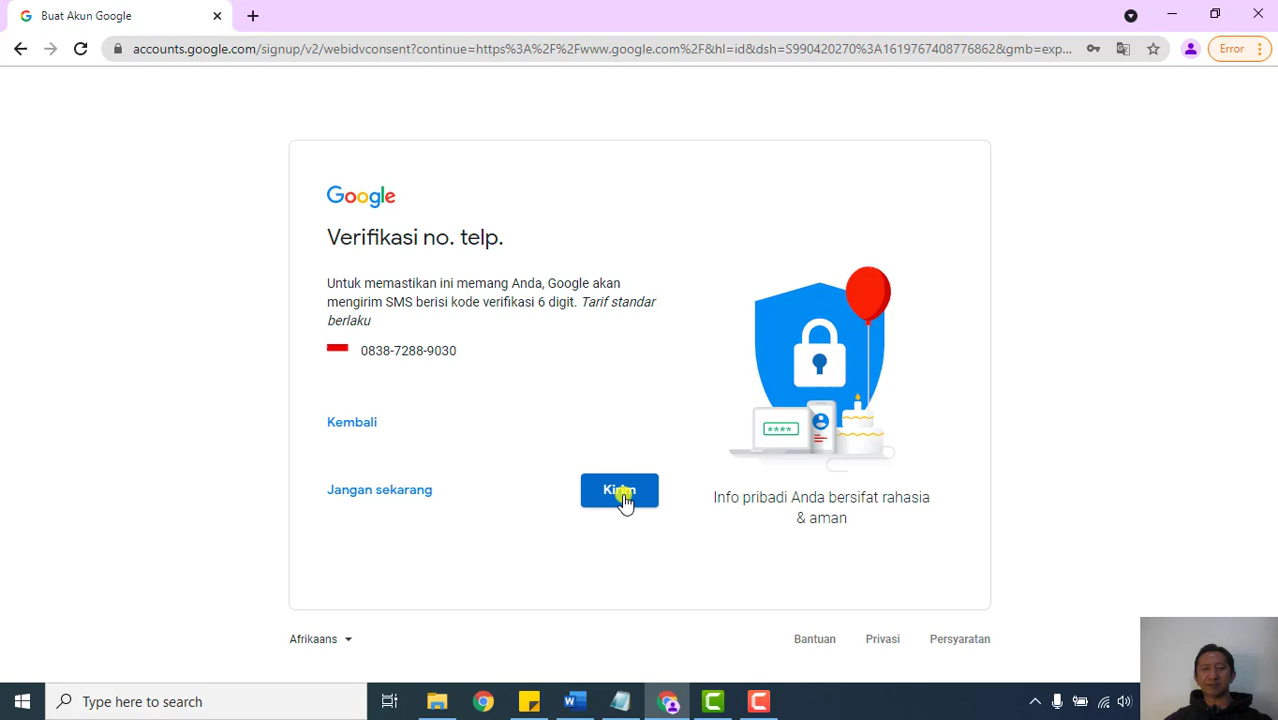 Buat Akun Google
accounts.google.com/signup/v2/webidvconsent?continue=https%3A%2F%2Fwww.google.com%2F&hl=id&dsh=S990420270%3A1619767408776862&gmb=exp...
Error
Google
Verifikasi no. telp.
Untuk memastikan ini memang Anda, Google akan
mengirim SMS berisi kode verifikasi 6 digit. Tarif standar
berlaku
0838-7288-9030
Kembali
Jangan sekarang
Kirim
****
Info pribadi Anda bersifat rahasia
& aman
Afrikaans
Bantuan
Privasi
Persyaratan
Type here to search